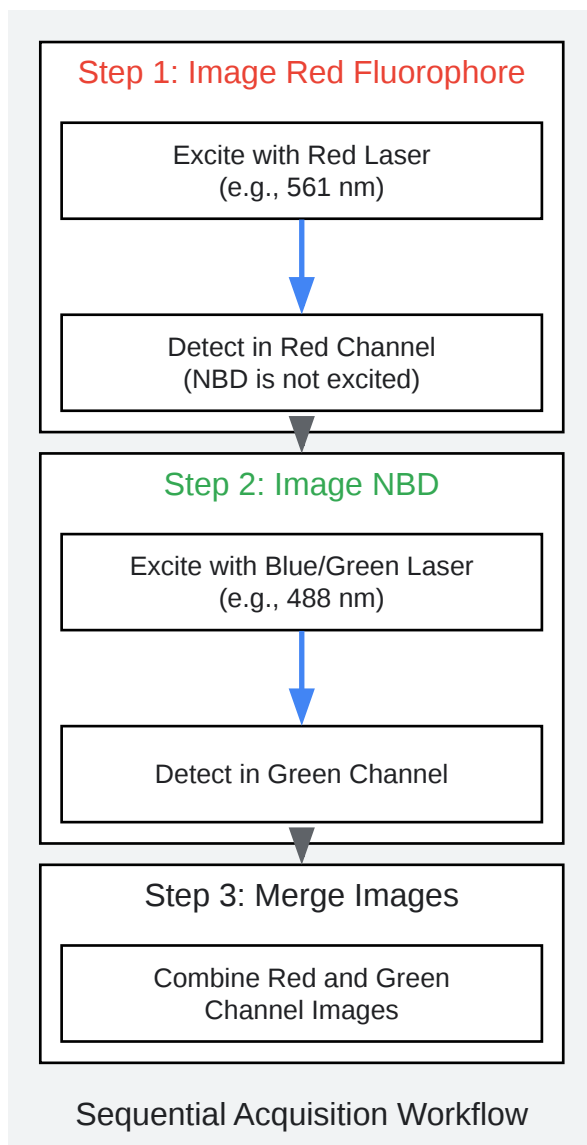 Step 1: Image Red Fluorophore
Excite with Red Laser
(e.g., 561 nm)
Detect in Red Channel
(NBD is not excited)
Step 2: Image NBD
Excite with Blue/Green Laser
(e.g., 488 nm)
Detect in Green Channel
Step 3: Merge Images
Combine Red and Green
Channel Images
Sequential Acquisition Workflow